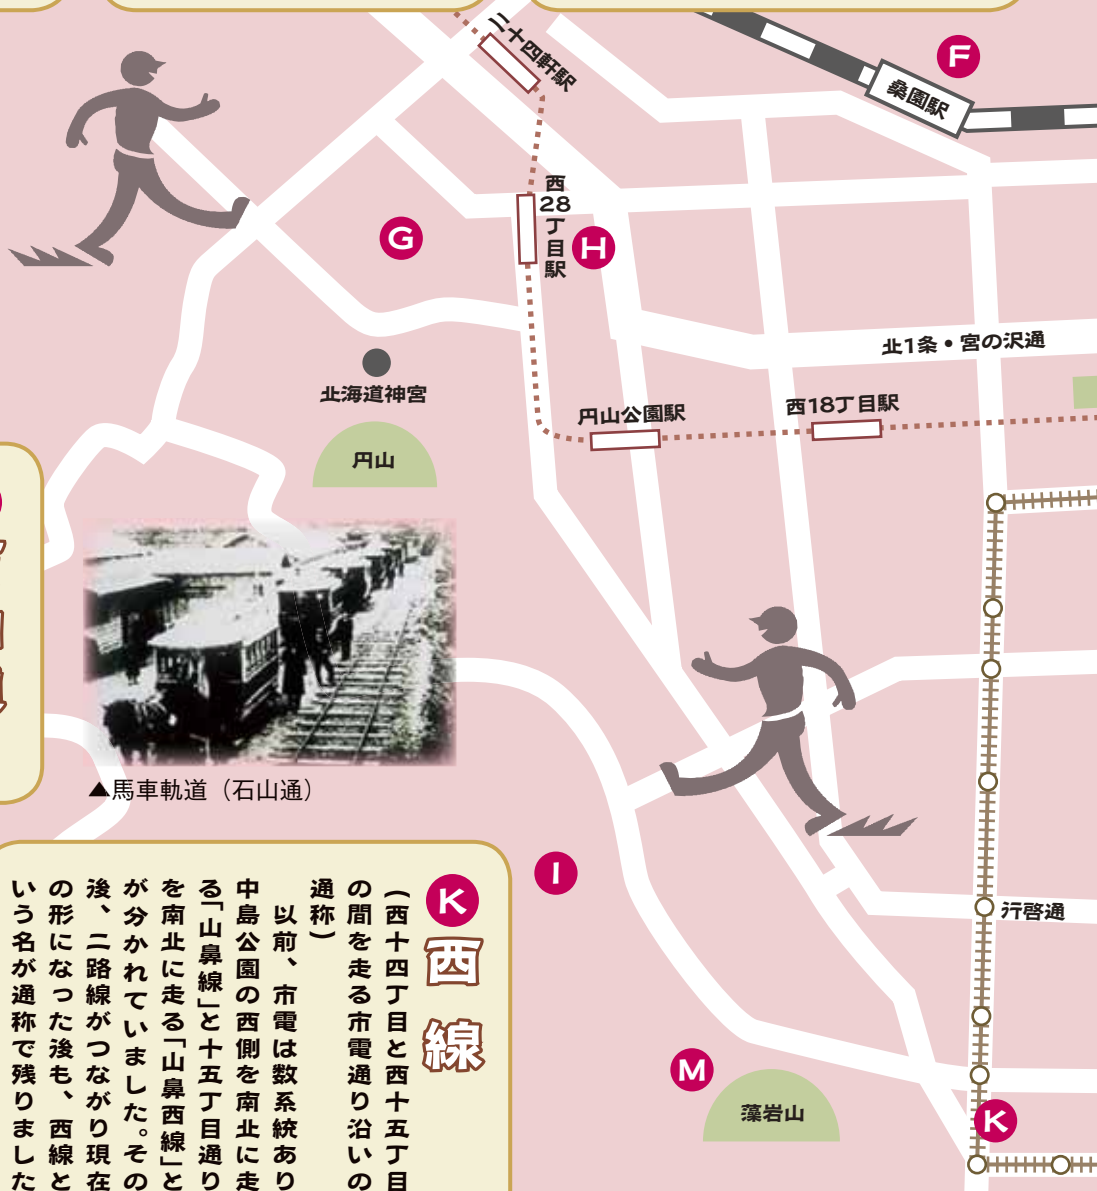 二十四軒駅
F
桑園駅
西28丁目駅
G
H
北1条・宮の沢通
北海道神宮
円山公園駅
西18丁目駅
円山
▲馬車軌道（石山通）
I
行啓通
M
藻岩山
K
K西線
（西十四丁目と西十五丁目
の間を走る市電通り沿いの
通称）
以前、市電は数系統あり
中島公園の西側を南北に走
る「山鼻線」と十五丁目通り
を南北に走る「山鼻西線」と
が分かれていました。その
後、二路線がつながり現在
の形になった後も、西線と
いう名が通称で残りました